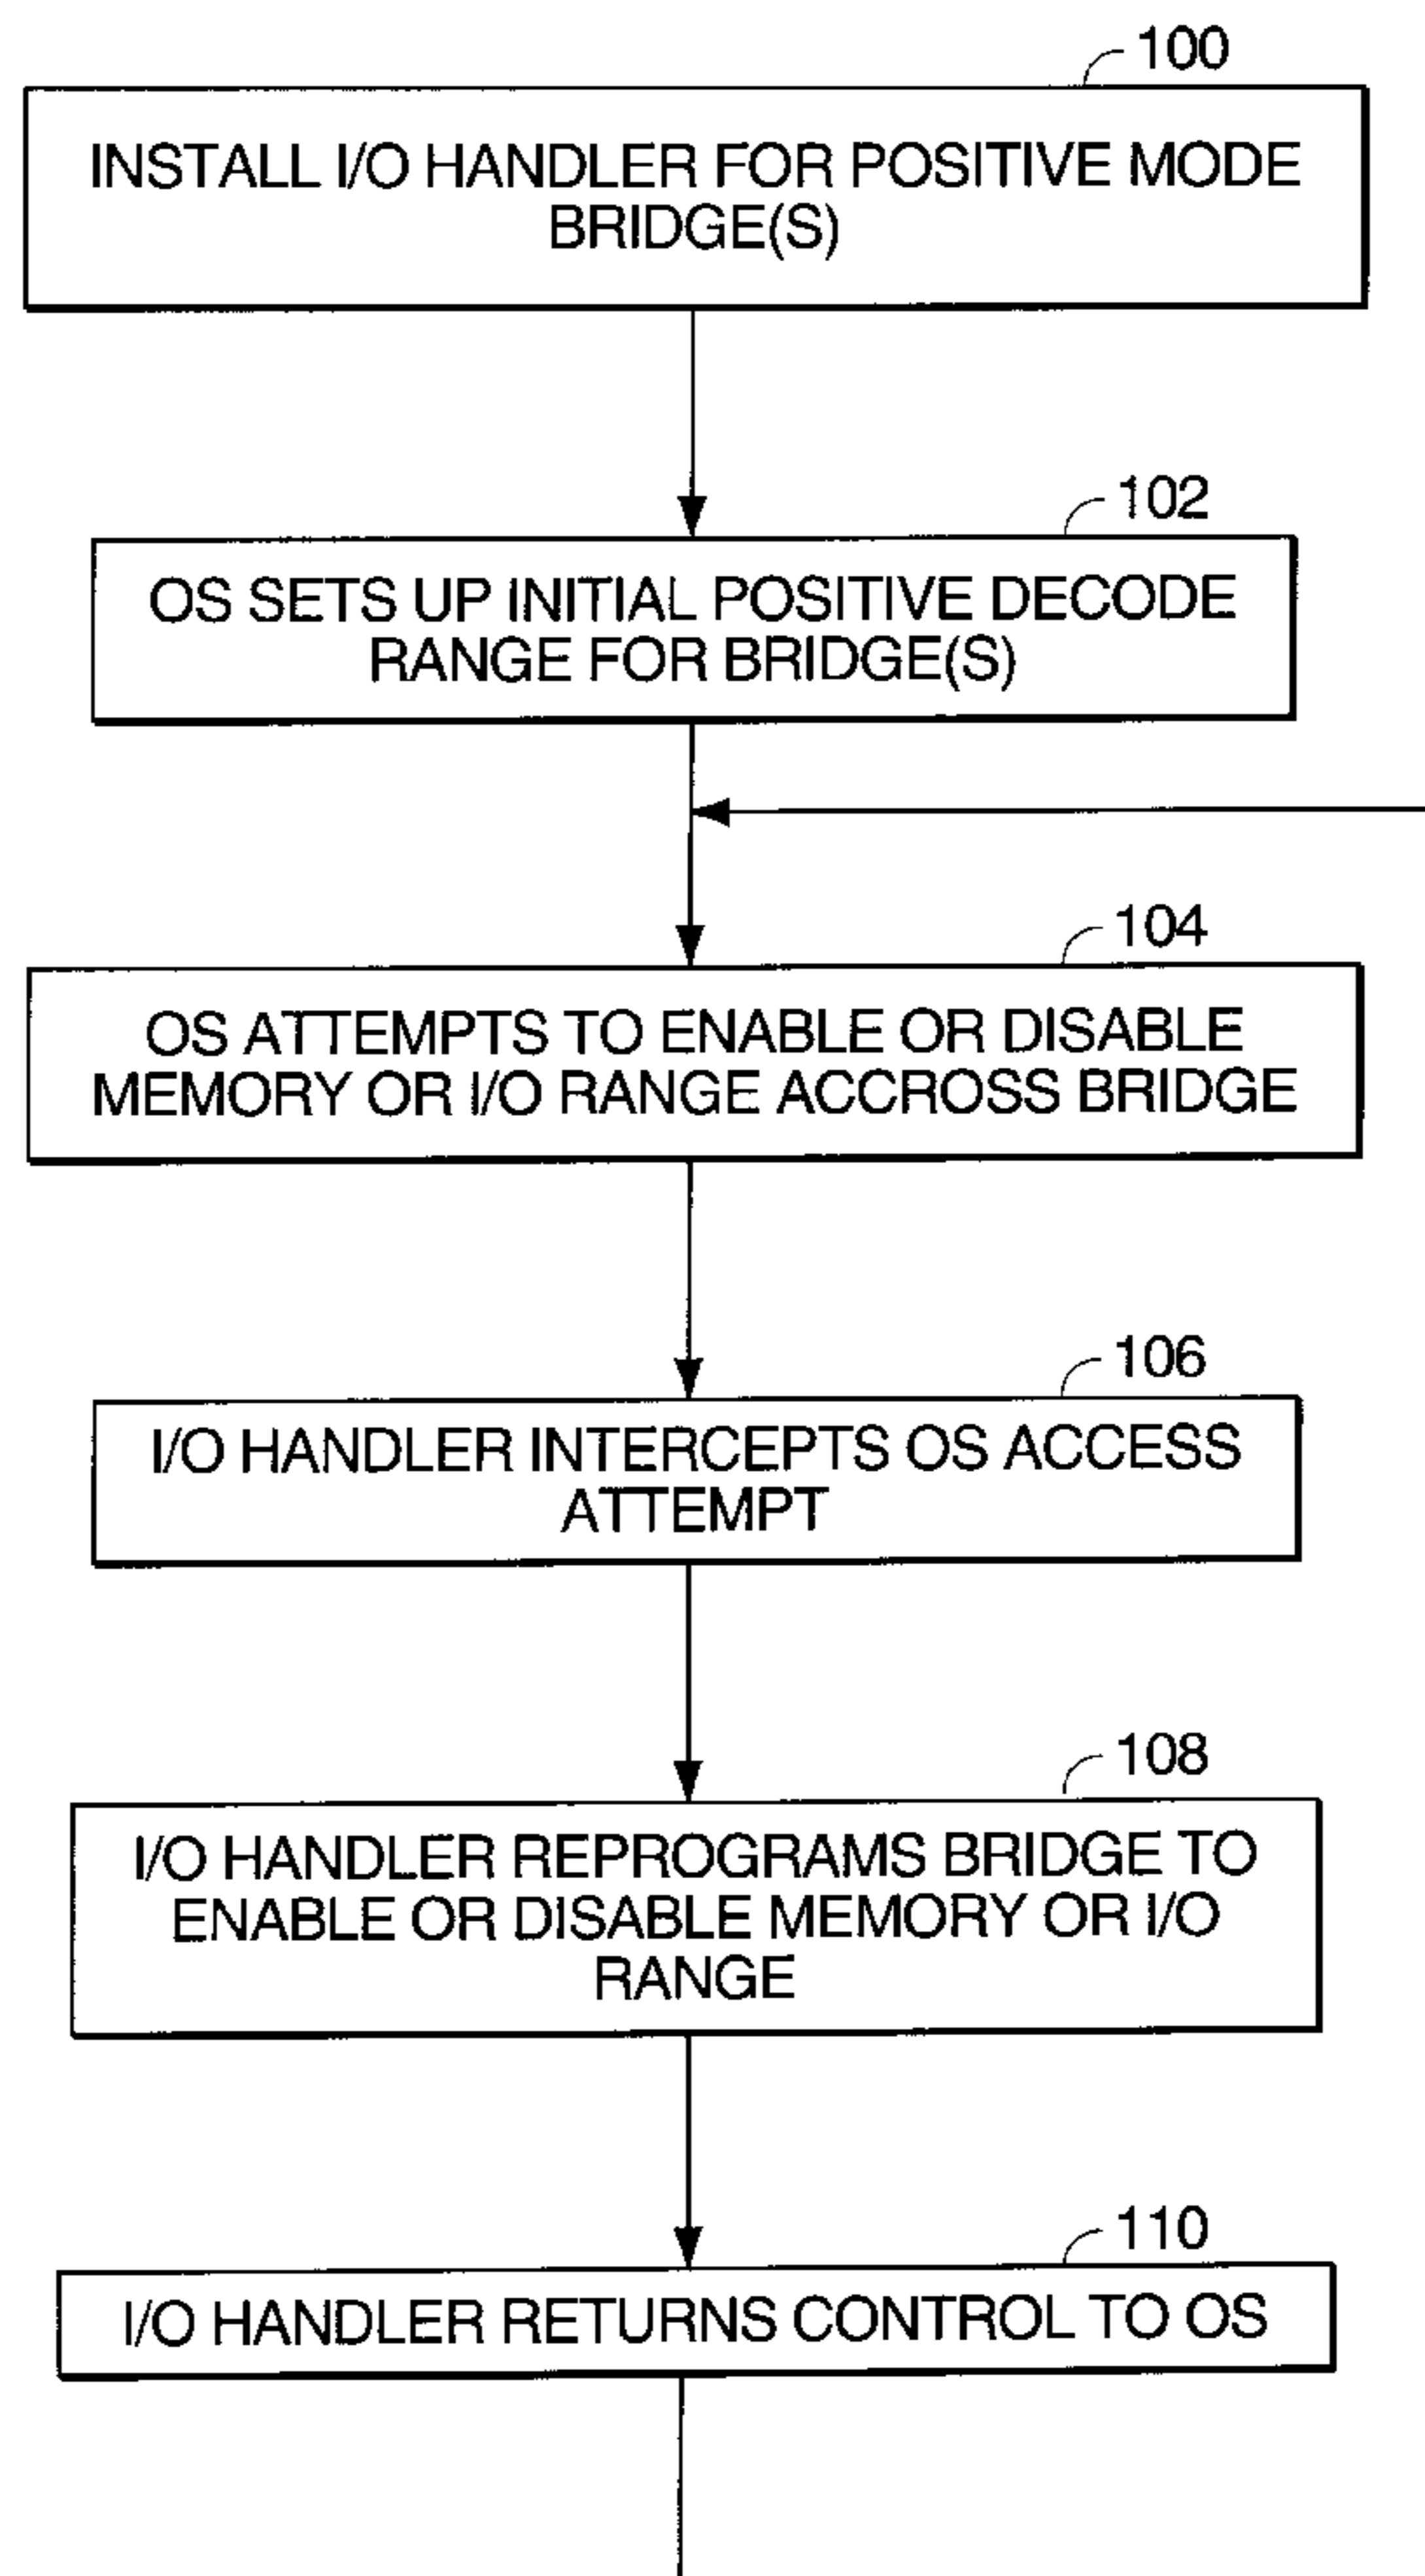 100
INSTALL I/O HANDLER FOR POSITIVE MODE
BRIDGE(S)
102
OS SETS UP INITIAL POSITIVE DECODE
RANGE FOR BRIDGE(S)
104
OS ATTEMPTS TO ENABLE OR DISABLE
MEMORY OR I/O RANGE ACCROSS BRIDGE
106
I/O HANDLER INTERCEPTS OS ACCESS
ATTEMPT
108
I/O HANDLER REPROGRAMS BRIDGE TO
ENABLE OR DISABLE MEMORY OR I/O
RANGE
110
I/O HANDLER RETURNS CONTROL TO OS